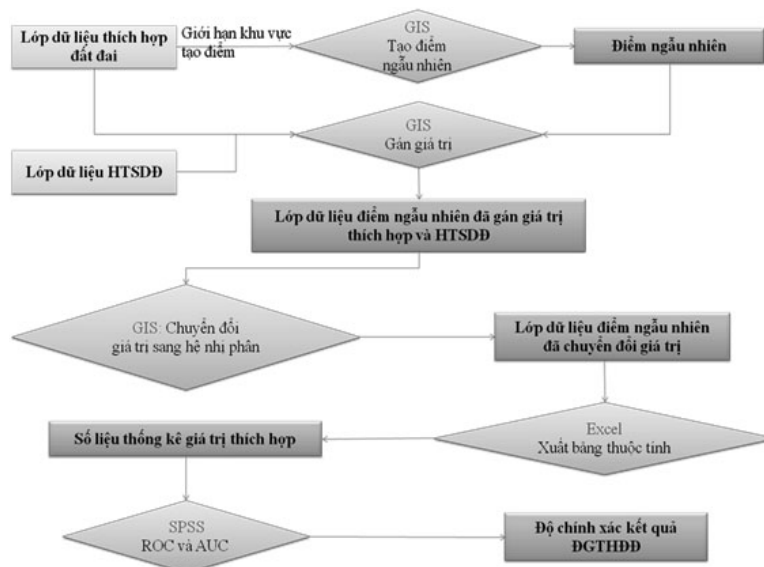 Lớp dữ liệu thích hợp
đất đai
Giới hạn khu vực
tạo điểm
GIS
Tạo điểm
ngẫu nhiên
Điểm ngẫu nhiên
GIS
Gán giá trị
Lớp dữ liệu HTSDĐ
Lớp dữ liệu điểm ngẫu nhiên đã gán giá trị
thích hợp và HTSDĐ
GIS: Chuyển đổi
giá trị sang hệ nhị phân
Lớp dữ liệu điểm ngẫu nhiên
đã chuyển đổi giá trị
Excel
Xuất bảng thuộc tính
Số liệu thống kê giá trị thích hợp
SPSS
ROC và AUC
Độ chính xác kết quả
ĐGTHĐĐ